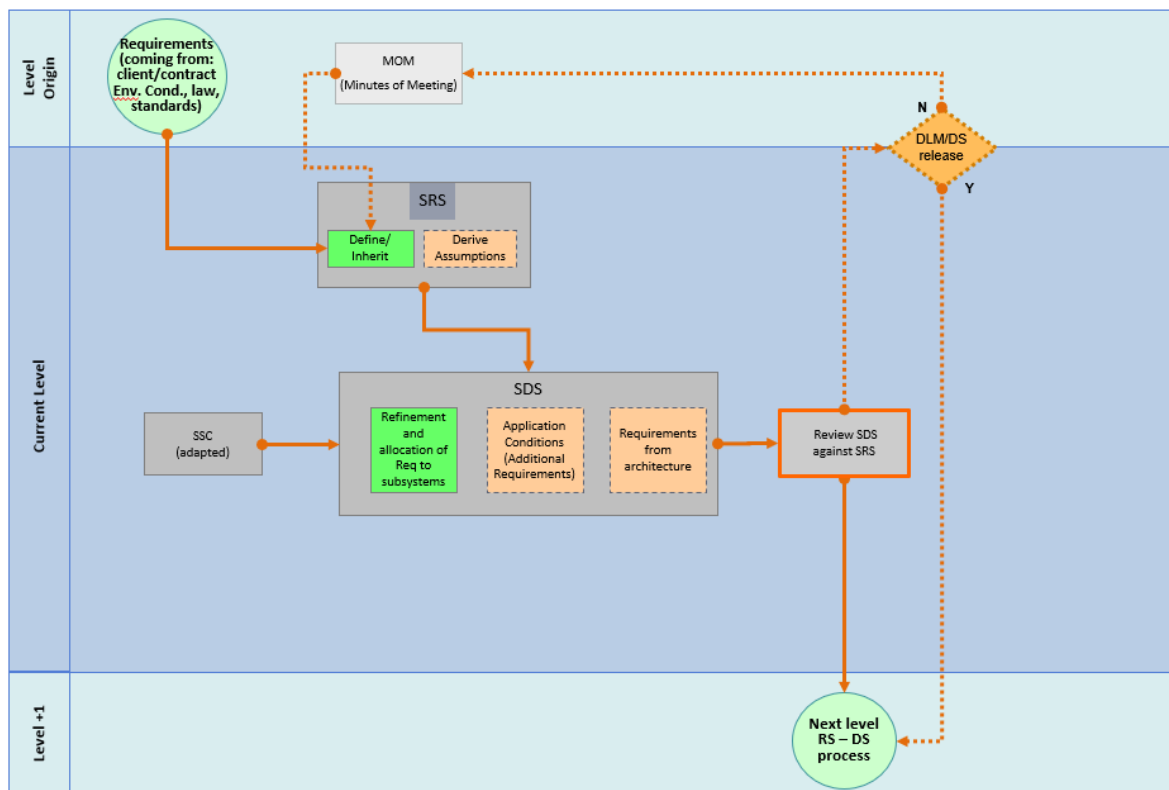 Level
Origin
Requirements
(coming from:
client/contract
Env. Cond., law,
standards)
MOM
(Minutes of Meeting)
N
DLM/DS
release
Y
Current Level
SRS
Define/
Inherit
Derive
Assumptions
SDS
SSC
(adapted)
Refinement
and
allocation of
Req to
subsystems
Application
Conditions
(Additional
Requirements)
Requirements
from
architecture
Review SDS
against SRS
Level +1
Next level
RS – DS
process